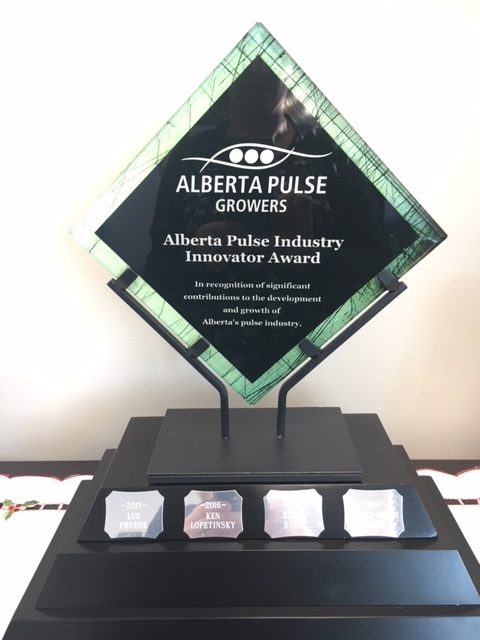 ALBERTA PULSE
GROWERS
Alberta Pulse Industry
Innovator Award
In recognition of significant
contributions to the development
and growth of
Alberta's pulse industry.
-2015-
LUD
PRUDEK
-2016-
KEN
LOPETINSKY